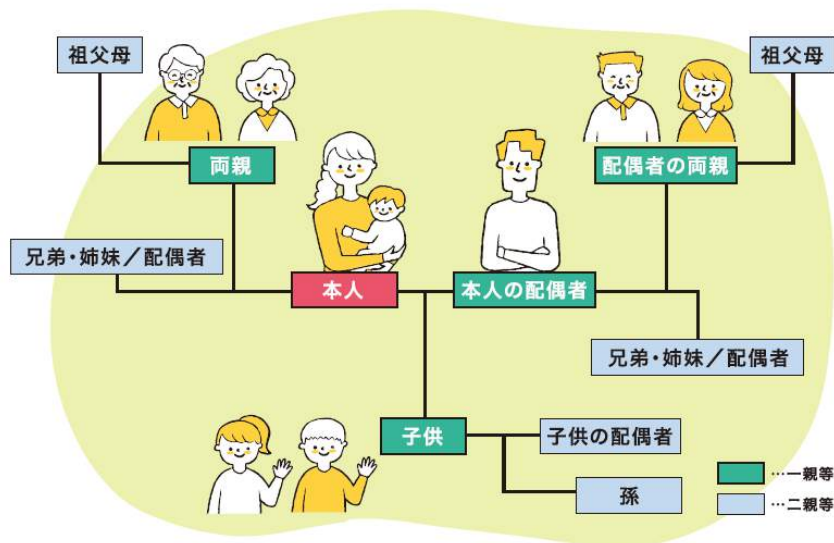 祖父母
祖父母
両親
配偶者の両親
兄弟・姉妹／配偶者
本人
本人の配偶者
兄弟・姉妹／配偶者
子供
子供の配偶者
孫
…一親等
…二親等